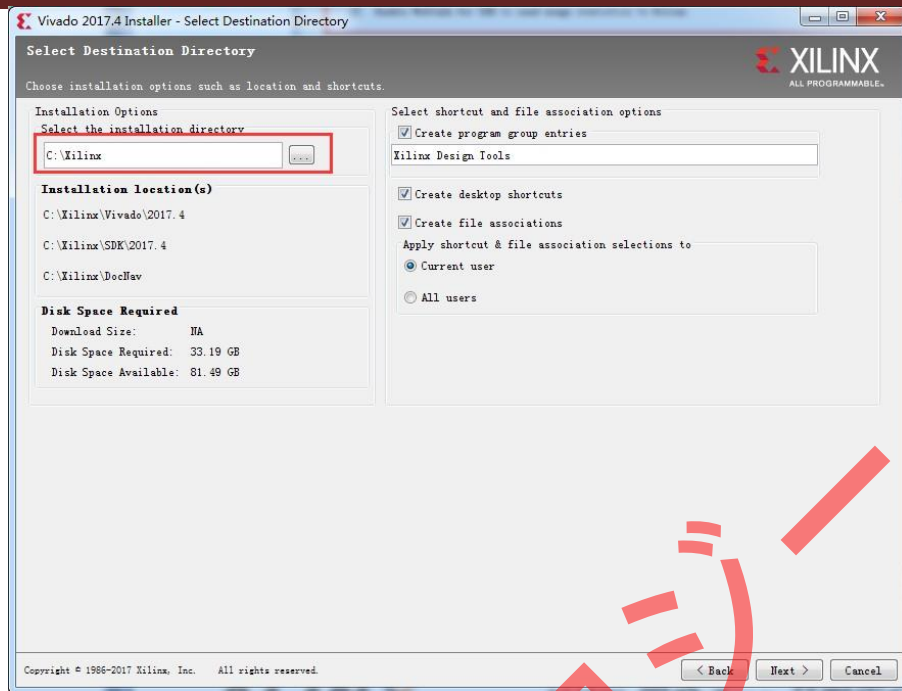 Vivado 2017.4 Installer - Select Destination Directory
Select Destination Directory
Choose installation options such as location and shortcuts.
XILINX
ALL PROGRAMMABLE.
Installation Options
Select the installation directory
C:\Xilinx
...
Installation location(s)
C:\Xilinx\Vivado\2017.4
C:\Xilinx\SDK\2017.4
C:\Xilinx\DocNav
Disk Space Required
Download Size: NA
Disk Space Required: 33.19 GB
Disk Space Available: 81.49 GB
Select shortcut and file association options
Create program group entries
Xilinx Design Tools
Create desktop shortcuts
Create file associations
Apply shortcut & file association selections to
Current user
All users
Copyright © 1986-2017 Xilinx, Inc. All rights reserved.
< Back
Next >
Cancel